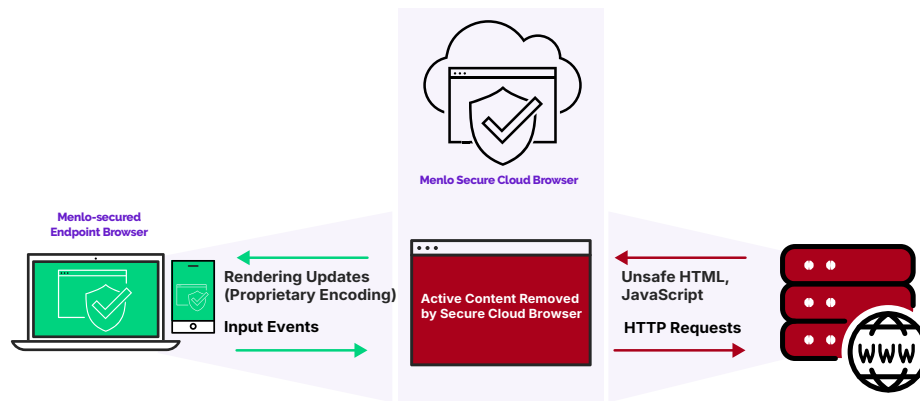 Menlo Secure Cloud Browser
Menlo-secured
Endpoint Browser
Rendering Updates
(Proprietary Encoding)
Input Events
Active Content Removed
by Secure Cloud Browser
Unsafe HTML,
JavaScript
HTTP Requests
WWW